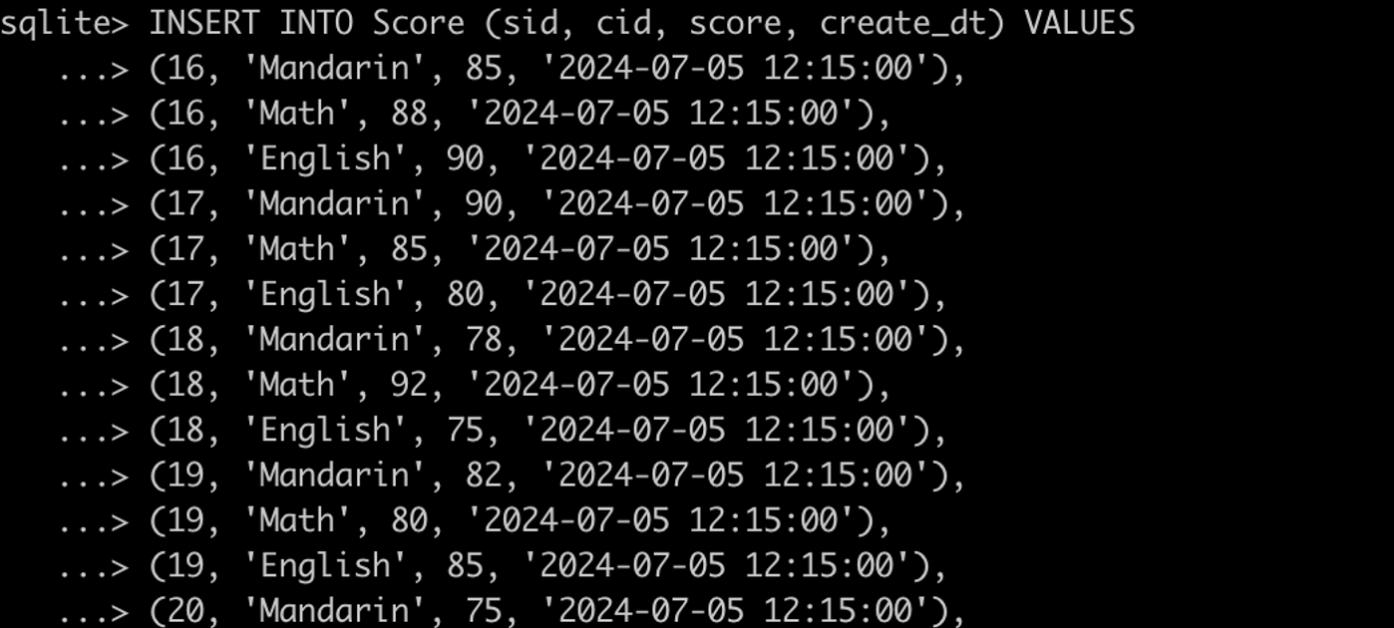 sqlite> INSERT INTO Score (sid, cid, score, create_dt) VALUES
...> (16, 'Mandarin', 85, '2024-07-05 12:15:00'),
...> (16, 'Math', 88, '2024-07-05 12:15:00'),
...> (16, 'English', 90, '2024-07-05 12:15:00'),
...> (17, 'Mandarin', 90, '2024-07-05 12:15:00'),
...> (17, 'Math', 85, '2024-07-05 12:15:00'),
...> (17, 'English', 80, '2024-07-05 12:15:00'),
...> (18, 'Mandarin', 78, '2024-07-05 12:15:00'),
...> (18, 'Math', 92, '2024-07-05 12:15:00'),
...> (18, 'English', 75, '2024-07-05 12:15:00'),
...> (19, 'Mandarin', 82, '2024-07-05 12:15:00'),
...> (19, 'Math', 80, '2024-07-05 12:15:00'),
...> (19, 'English', 85, '2024-07-05 12:15:00'),
...> (20, 'Mandarin', 75, '2024-07-05 12:15:00'),